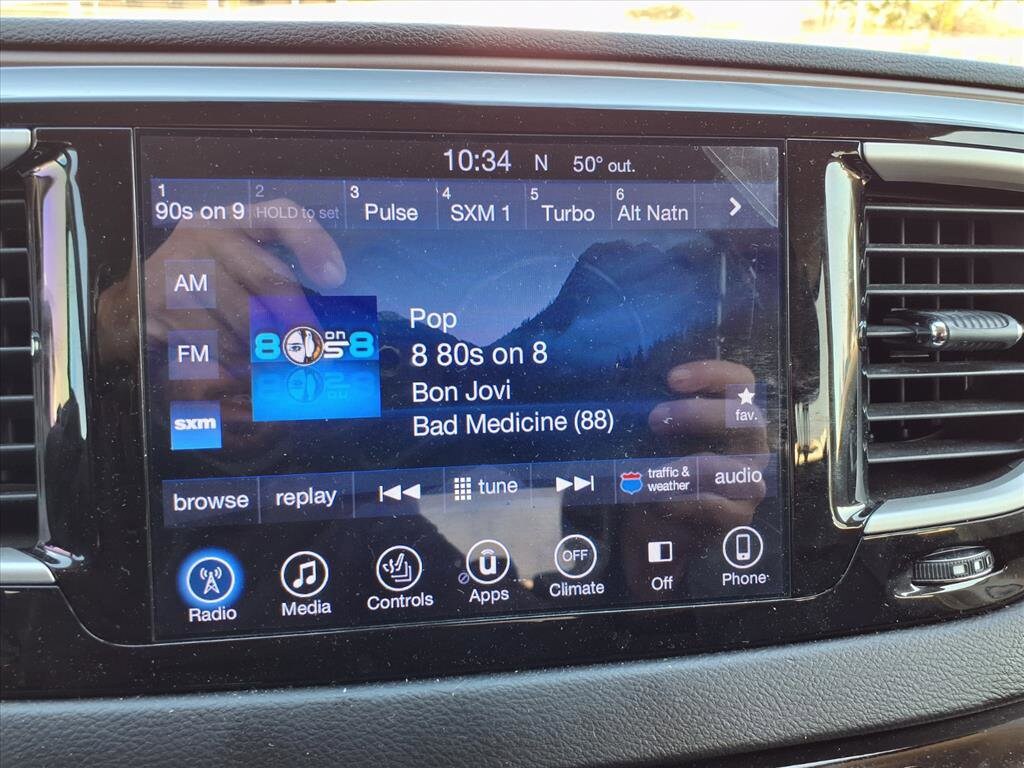 10:34 N 50° out.
1 2 3 4 5 6
90s on 9 HOLD to set Pulse SXM 1 Turbo Alt Natn
AM
FM
sxm
8 on 80s 8
Pop
8 80s on 8
Bon Jovi
Bad Medicine (88)
fav.
browse replay tune traffic & weather audio
OFF
Radio Media Controls Apps Climate Off Phone